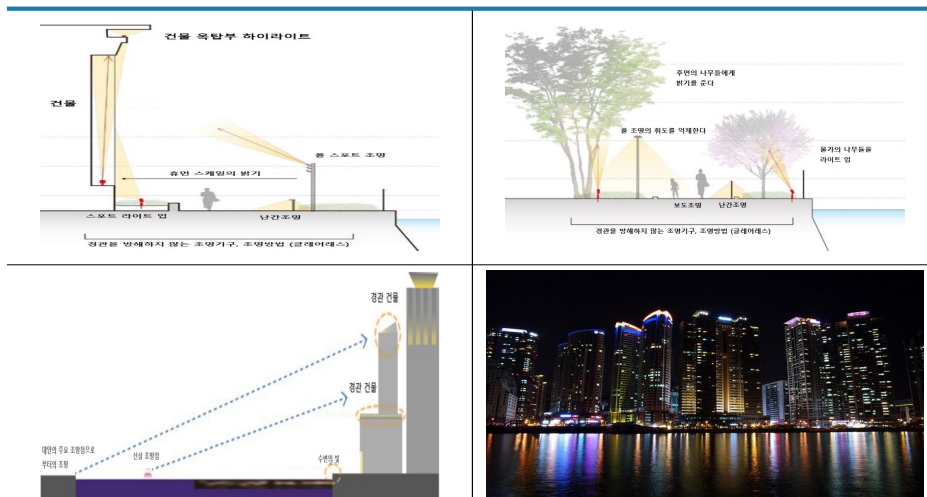 건물 옥탑부 하이라이트
건물
폴 스포트 조명
휴먼 스케일의 밝기
스포트 라이트 업
난간조명
경관을 방해하지 않는 조명기구, 조명방법 (글레어레스)
주변의 나무들에게
밝기를 준다
폴 조명의 휘도를 억제한다
물가의 나무들을
라이트 업
보도조명
난간조명
경관을 방해하지 않는 조명기구, 조명방법 (글레어레스)
경관 건물
경관 건물
대안의 주요 조망점으로
부터의 조망
선상 조망점
수변의 빛